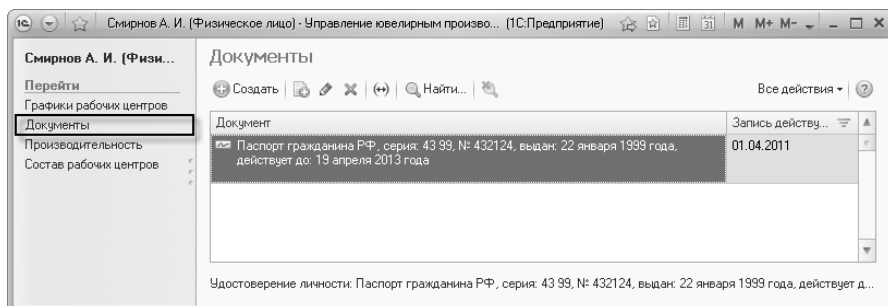 1С Смирнов А. И. (Физическое лицо) - Управление ювелирным произво... (1С:Предприятие) 31 M M+ M-
Смирнов А. И. (Физи...
Перейти
Графики рабочих центров
Документы
Производительность
Состав рабочих центров
Документы
Создать Найти... Все действия ?
Документ Запись действу...
Паспорт гражданина РФ, серия: 43 99, № 432124, выдан: 22 января 1999 года, 01.04.2011
действует до: 19 апреля 2013 года
Удостоверение личности: Паспорт гражданина РФ, серия: 43 99, № 432124, выдан: 22 января 1999 года, действует д...